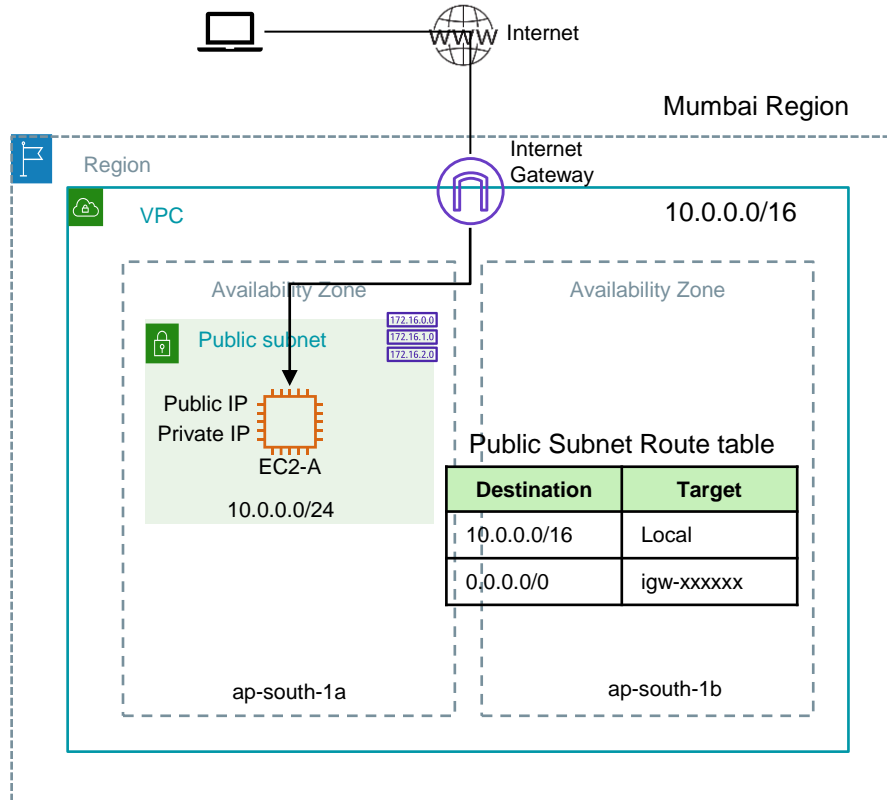 WWW
Internet
Mumbai Region
Internet
Gateway
Region
VPC
10.0.0.0/16
Availability Zone
Availability Zone
172.16.0.0
172.16.1.0
172.16.2.0
Public subnet
Public IP
Private IP
EC2-A
10.0.0.0/24
Public Subnet Route table
Destination Target
10.0.0.0/16 Local
0.0.0.0/0 igw-xxxxxx
ap-south-1a
ap-south-1b